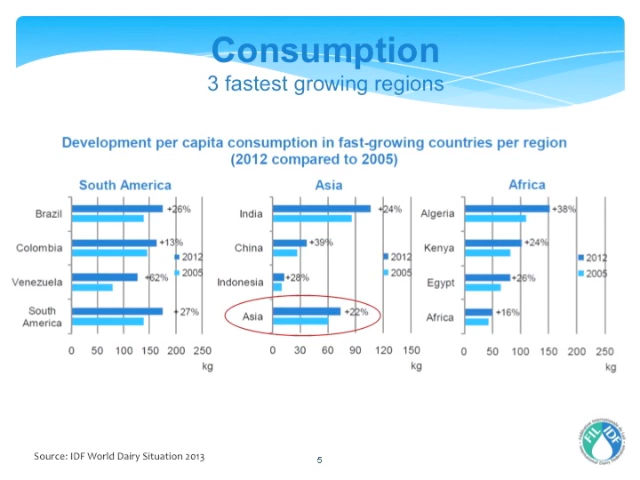 Consumption
3 fastest growing regions
Development per capita consumption in fast-growing countries per region
(2012 compared to 2005)
South America
Brazil
+26%
Colombia
+13%
Venezuela
+62%
South
America
+ 27%
2012
2005
0 50 100 150 200 250
kg
Asia
India
+24%
China
+39%
Indonesia
+28%
Asia
+22%
2012
2005
0 30 60 90 120 150
kg
Africa
Algeria
+38%
Kenya
+24%
Egypt
+26%
Africa
+16%
2012
2005
0 50 100 150 200 250
kg
FIL IDF
Source: IDF World Dairy Situation 2013
5